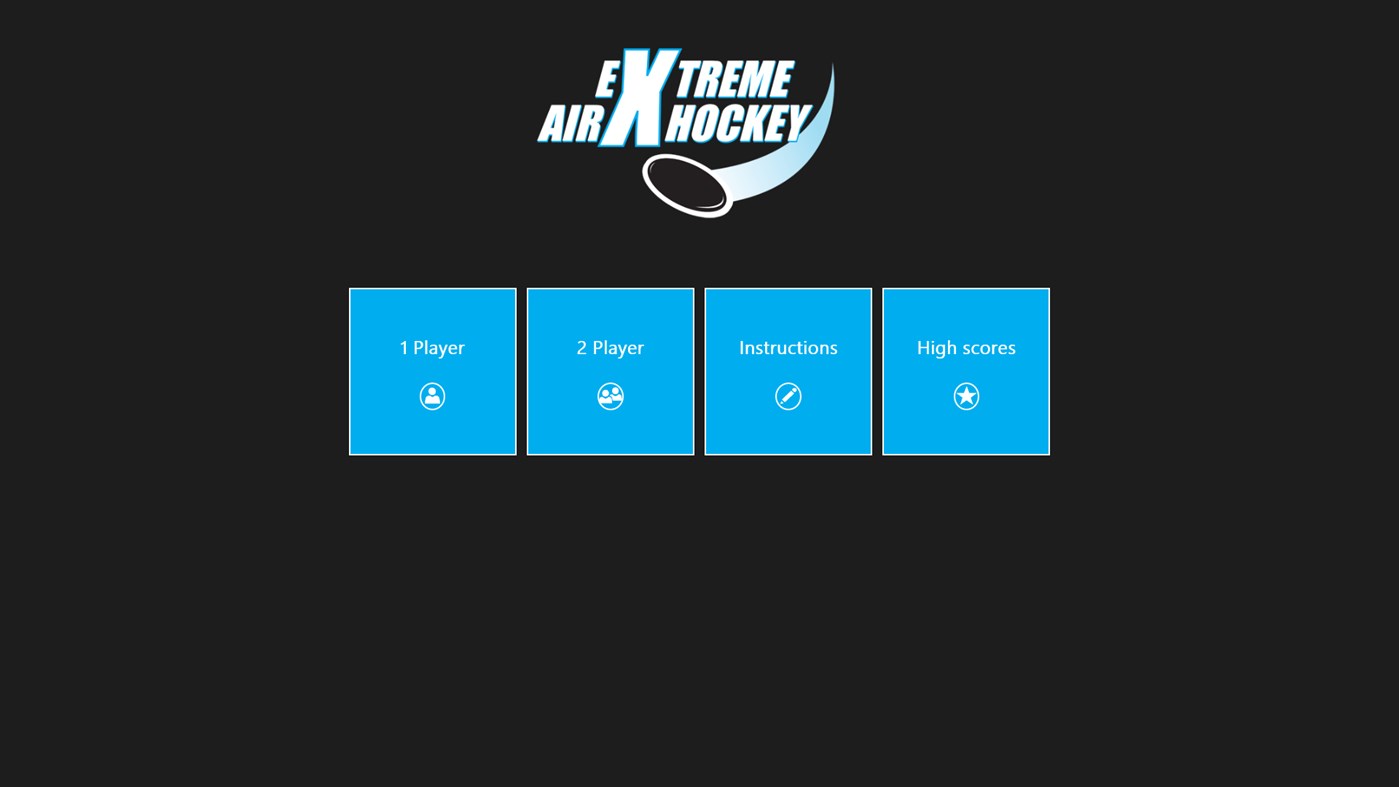 EXTREME
AIR HOCKEY
1 Player
2 Player
Instructions
High scores